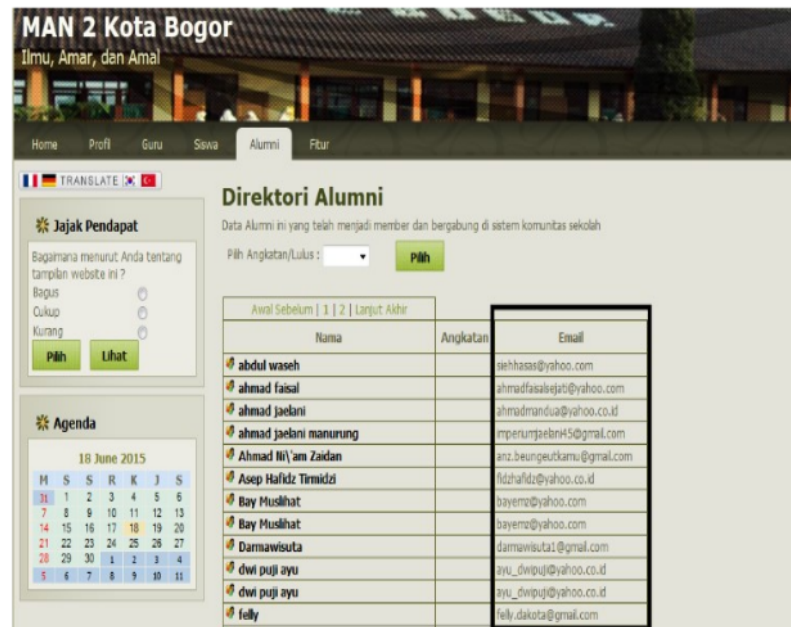 MAN 2 Kota Bogor
Ilmu, Amar, dan Amal
Home Profil Guru Siswa Alumni Fitur
TRANSLATE
Jajak Pendapat
Bagaimana menurut Anda tentang
tampilan website ini ?
Bagus
Cukup
Kurang
Pilih Lihat
Agenda
18 June 2015
M S S R K J S
31 1 2 3 4 5 6
7 8 9 10 11 12 13
14 15 16 17 18 19 20
21 22 23 24 25 26 27
28 29 30 1 2 3 4
5 6 7 8 9 10 11
Direktori Alumni
Data Alumni ini yang telah menjadi member dan bergabung di sistem komunitas sekolah
Pilih Angkatan/Lulus : Pilih
Awal Sebelum | 1 | 2 | Lanjut Akhir
Nama Angkatan Email
abdul waseh siehhasas@yahoo.com
ahmad faisal ahmadfaisalsejati@yahoo.com
ahmad jaelani ahmadmandua@yahoo.co.id
ahmad jaelani manurung imperiumjaelani45@gmail.com
Ahmad Ni\'am Zaidan anz.beungeutkamu@gmail.com
Asep Hafidz Tirmidzi fidzhafidz@yahoo.co.id
Bay Muslihat bayemz@yahoo.com
Bay Muslihat bayemz@yahoo.com
Darmawisuta darmawisuta1@gmail.com
dwi puji ayu ayu_dwipuji@yahoo.co.id
dwi puji ayu ayu_dwipuji@yahoo.co.id
felly felly.dakota@gmail.com